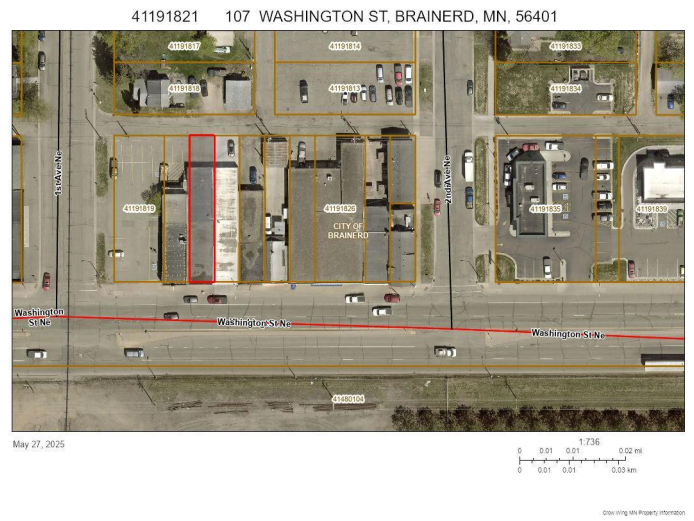 41191821 107 WASHINGTON ST, BRAINERD, MN, 56401
41191817
41191814
41191833
41191818
41191813
41191834
1st Ave Ne
2nd Ave Ne
41191819
41191826
41191835
41191839
CITY OF
BRAINERD
Washington
St Ne
Washington St Ne
Washington St Ne
41480104
May 27, 2025
1:736
0 0.01 0.01 0.02 mi
0 0.01 0.01 0.03 km
Crow Wing MN Property Information